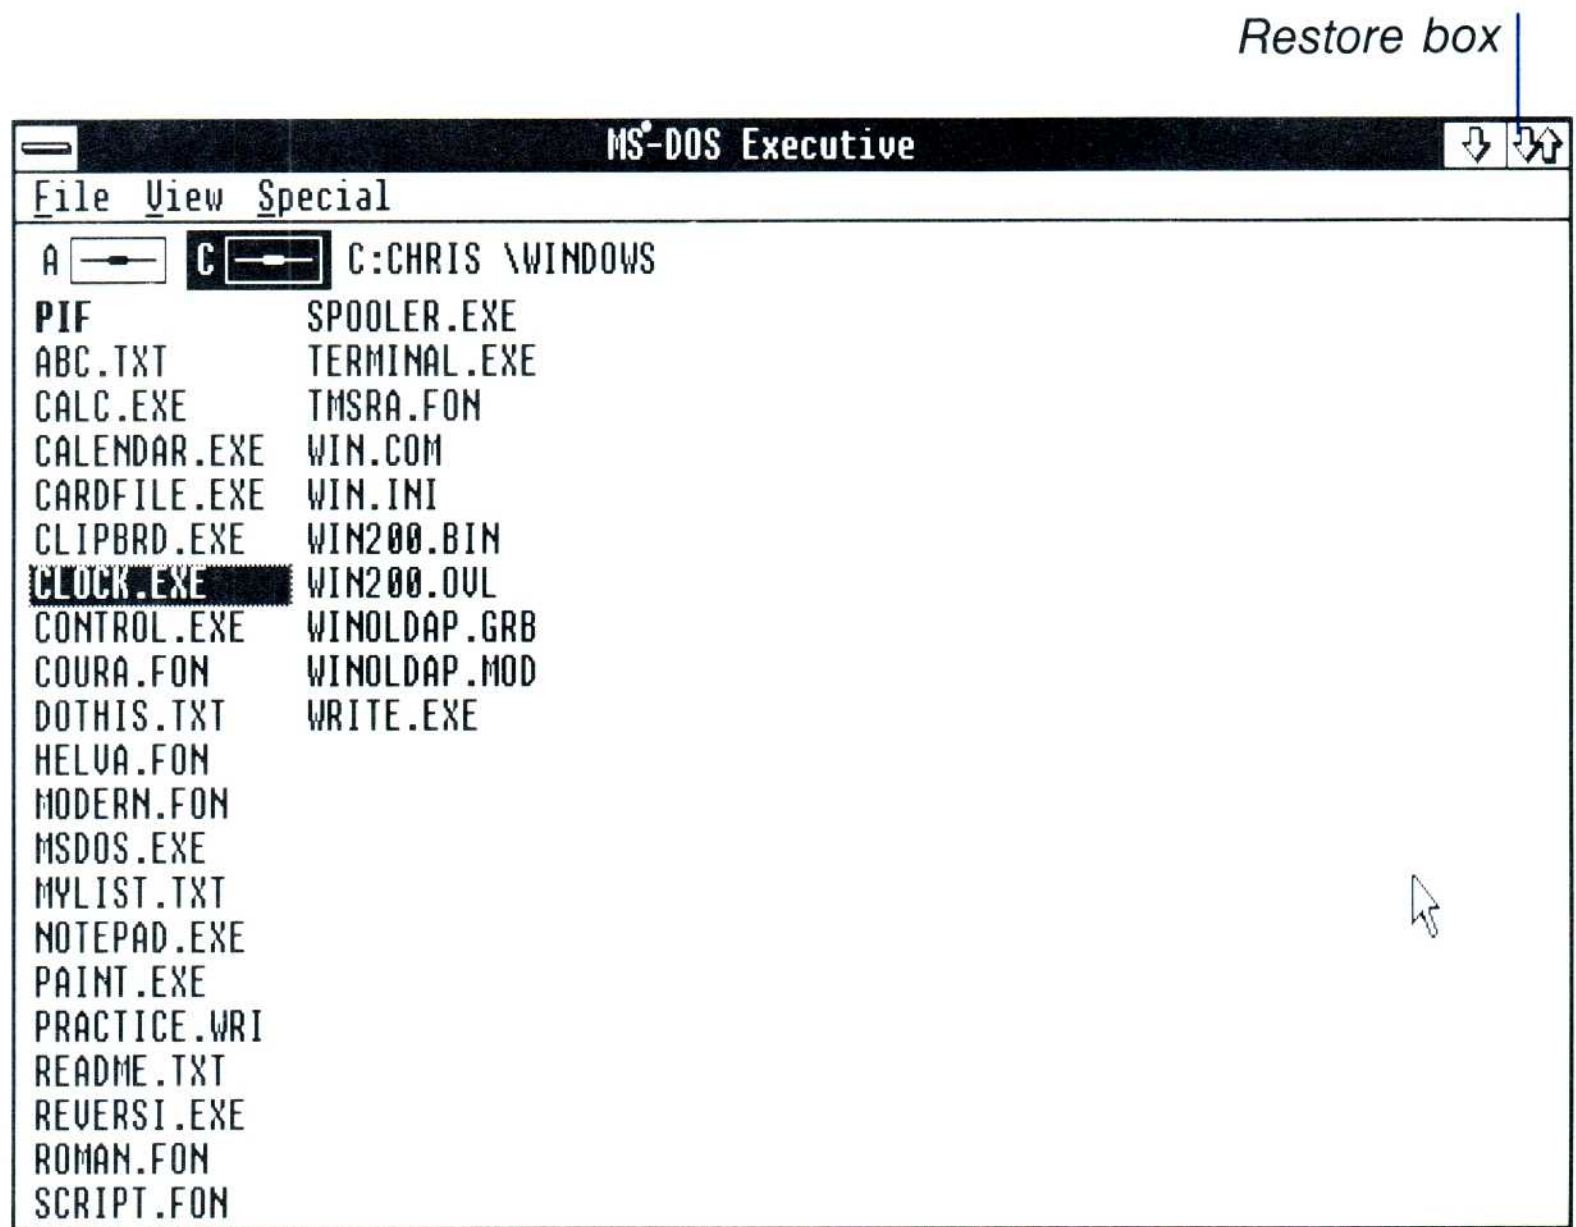 Restore box
MS-DOS Executive
File View Special
A C C:CHRIS \WINDOWS
PIF
ABC.TXT
CALC.EXE
CALENDAR.EXE
CARDFILE.EXE
CLIPBRD.EXE
CLOCK.EXE
CONTROL.EXE
COURA.FON
DOTHIS.TXT
HELVA.FON
MODERN.FON
MSDOS.EXE
MYLIST.TXT
NOTEPAD.EXE
PAINT.EXE
PRACTICE.WRI
README.TXT
REVERSI.EXE
ROMAN.FON
SCRIPT.FON
SPOOLER.EXE
TERMINAL.EXE
TMSRA.FON
WIN.COM
WIN.INI
WIN200.BIN
WIN200.OVL
WINOLDAP.GRB
WINOLDAP.MOD
WRITE.EXE